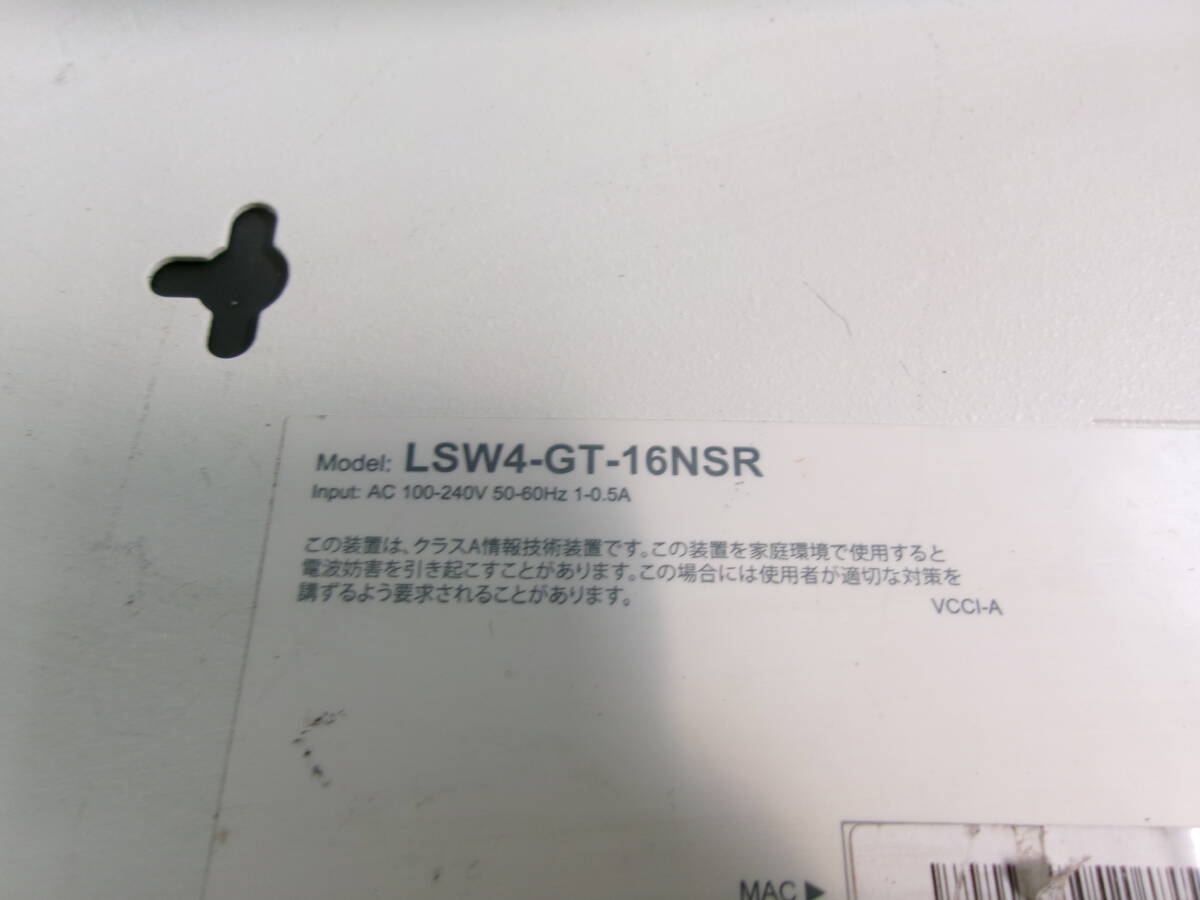 Model: LSW4-GT-16NSR
Input: AC 100-240V 50-60Hz 1-0.5A
この装置は、クラスA情報技術装置です。この装置を家庭環境で使用すると
電波妨害を引き起こすことがあります。この場合には使用者が適切な対策を
講ずるよう要求されることがあります。
VCCI-A
MAC ▶